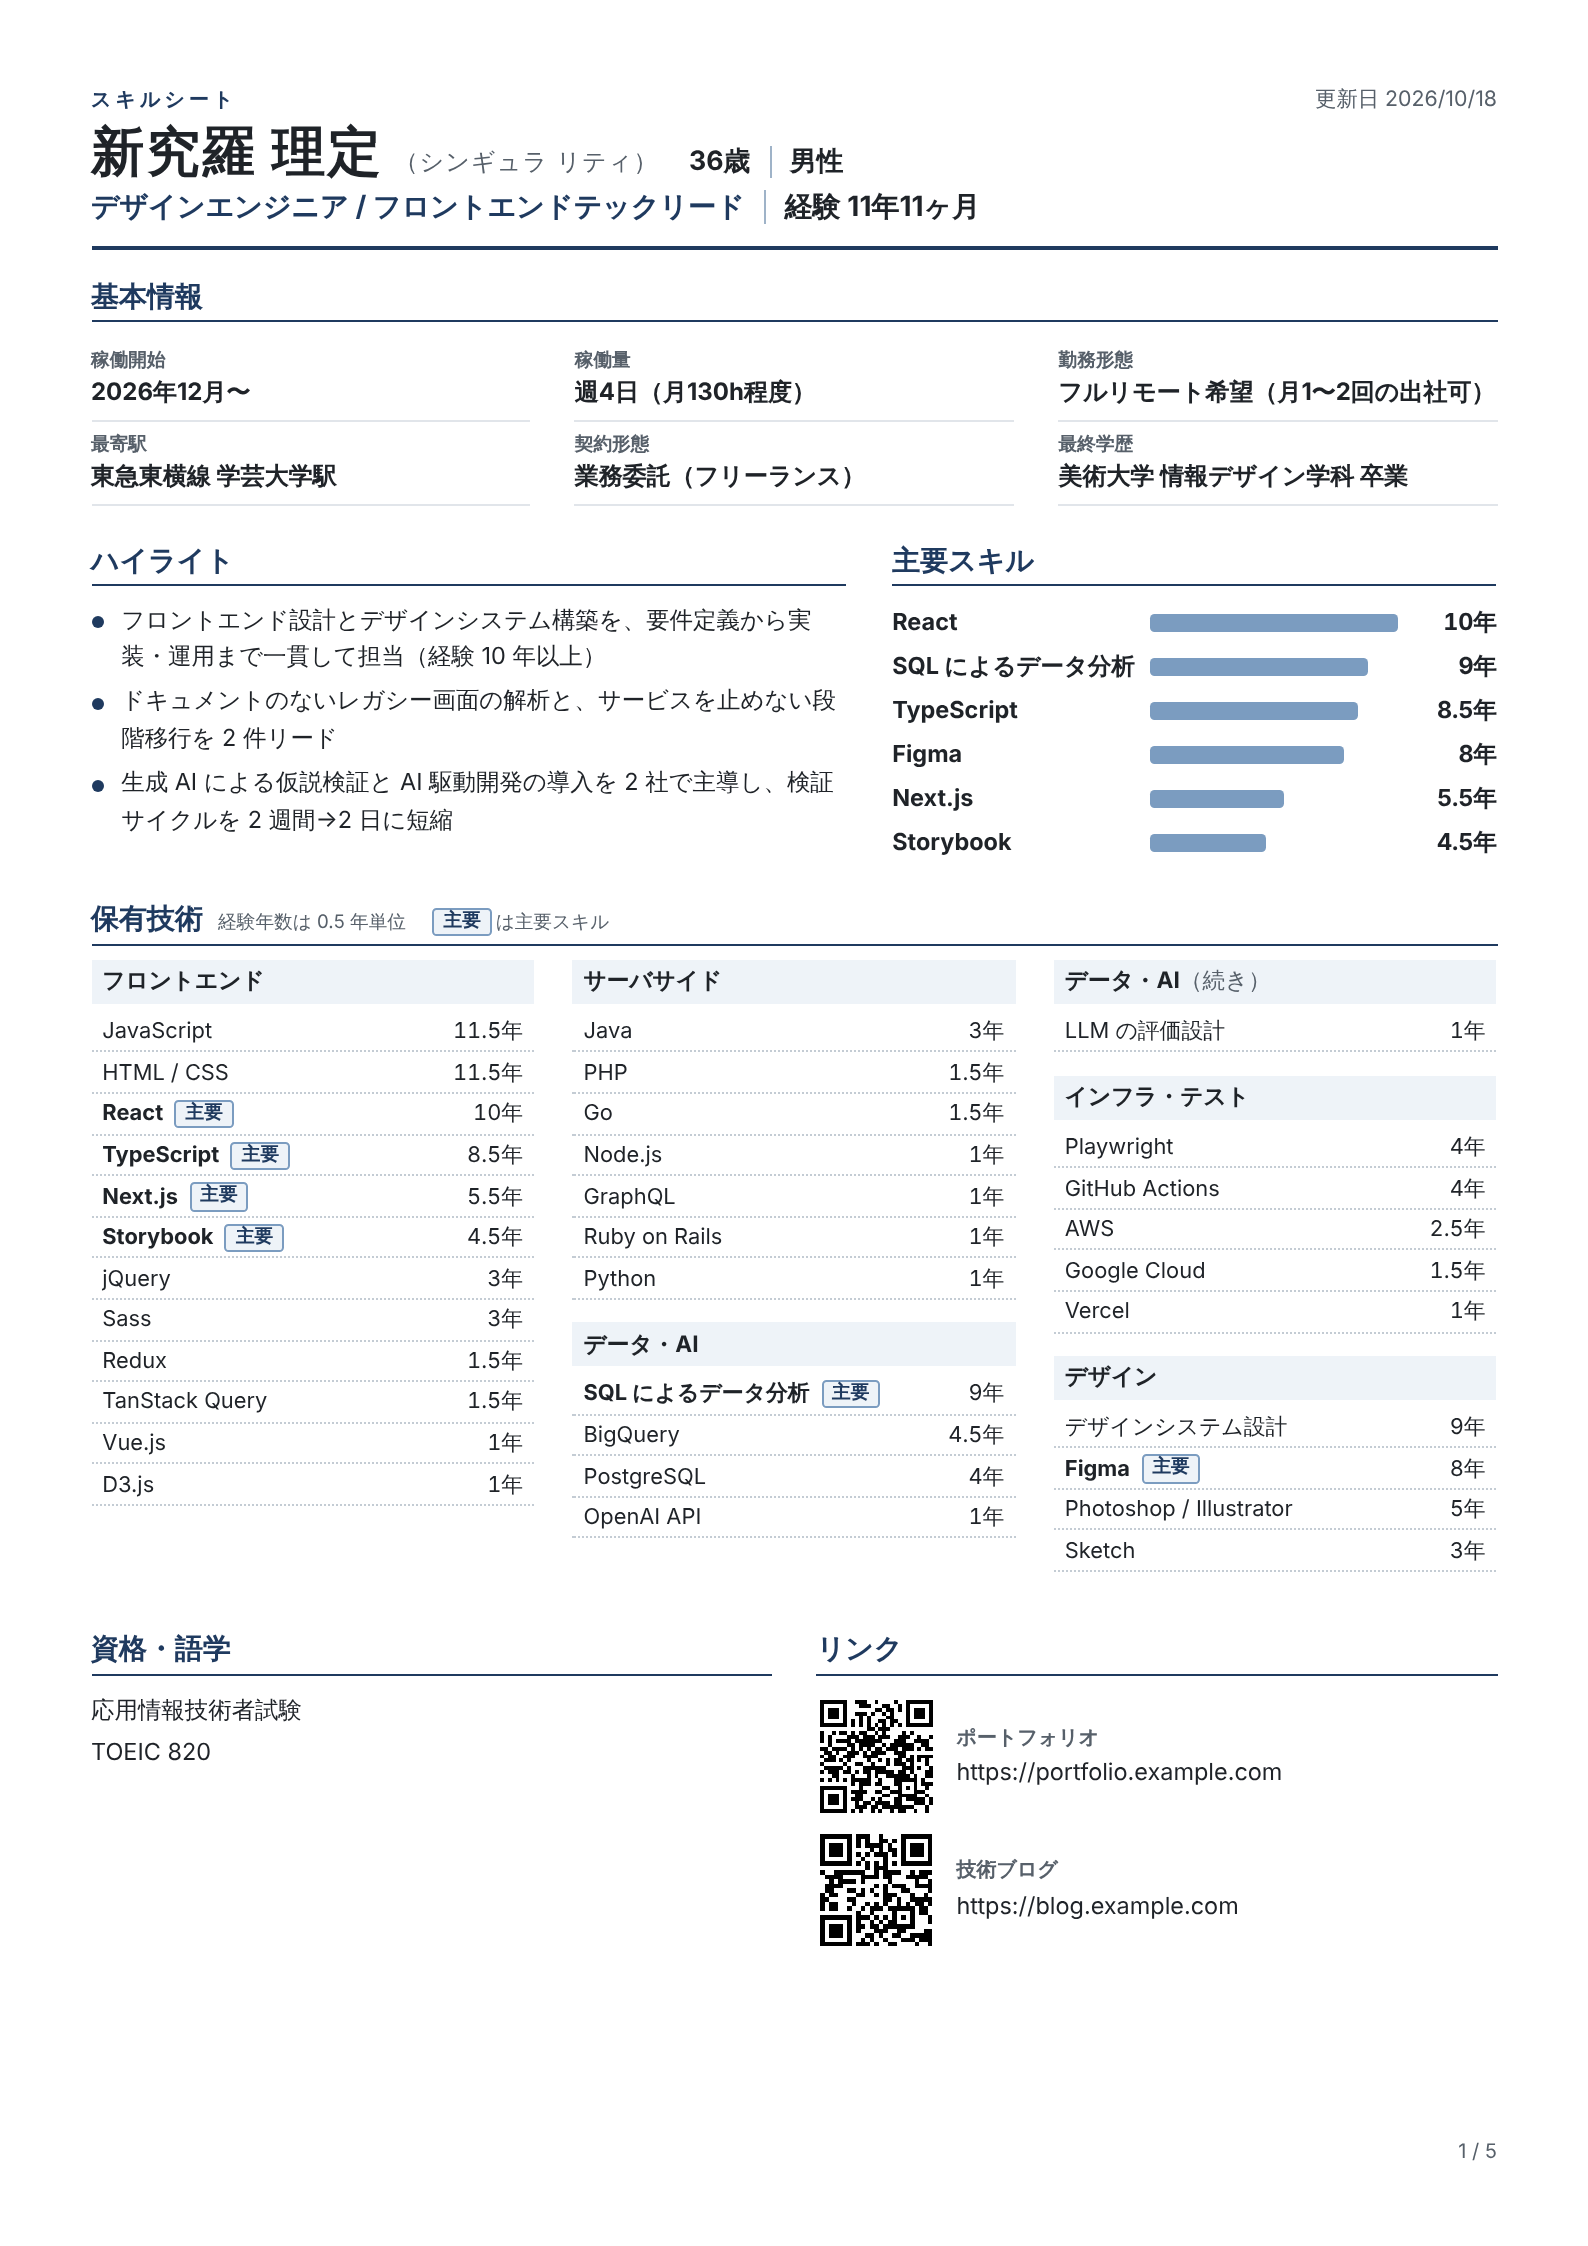 スキルシート
更新日 2026/10/18
新究羅 理定 （シンギュラ リティ） 36歳 男性
デザインエンジニア / フロントエンドテックリード 経験 11年11ヶ月
基本情報
稼働開始
2026年12月〜
稼働量
週4日（月130h程度）
勤務形態
フルリモート希望（月1〜2回の出社可）
最寄駅
東急東横線 学芸大学駅
契約形態
業務委託（フリーランス）
最終学歴
美術大学 情報デザイン学科 卒業
ハイライト
フロントエンド設計とデザインシステム構築を、要件定義から実
装・運用まで一貫して担当（経験 10 年以上）
ドキュメントのないレガシー画面の解析と、サービスを止めない段
階移行を 2 件リード
生成 AI による仮説検証と AI 駆動開発の導入を 2 社で主導し、検証
サイクルを 2 週間→2 日に短縮
主要スキル
React 10年
SQL によるデータ分析 9年
TypeScript 8.5年
Figma 8年
Next.js 5.5年
Storybook 4.5年
保有技術 経験年数は 0.5 年単位 主要 は主要スキル
フロントエンド
JavaScript 11.5年
HTML / CSS 11.5年
React 主要 10年
TypeScript 主要 8.5年
Next.js 主要 5.5年
Storybook 主要 4.5年
jQuery 3年
Sass 3年
Redux 1.5年
TanStack Query 1.5年
Vue.js 1年
D3.js 1年
サーバサイド
Java 3年
PHP 1.5年
Go 1.5年
Node.js 1年
GraphQL 1年
Ruby on Rails 1年
Python 1年
データ・AI
SQL によるデータ分析 主要 9年
BigQuery 4.5年
PostgreSQL 4年
OpenAI API 1年
データ・AI（続き）
LLM の評価設計 1年
インフラ・テスト
Playwright 4年
GitHub Actions 4年
AWS 2.5年
Google Cloud 1.5年
Vercel 1年
デザイン
デザインシステム設計 9年
Figma 主要 8年
Photoshop / Illustrator 5年
Sketch 3年
資格・語学
応用情報技術者試験
TOEIC 820
リンク
ポートフォリオ
https://portfolio.example.com
技術ブログ
https://blog.example.com
1 / 5